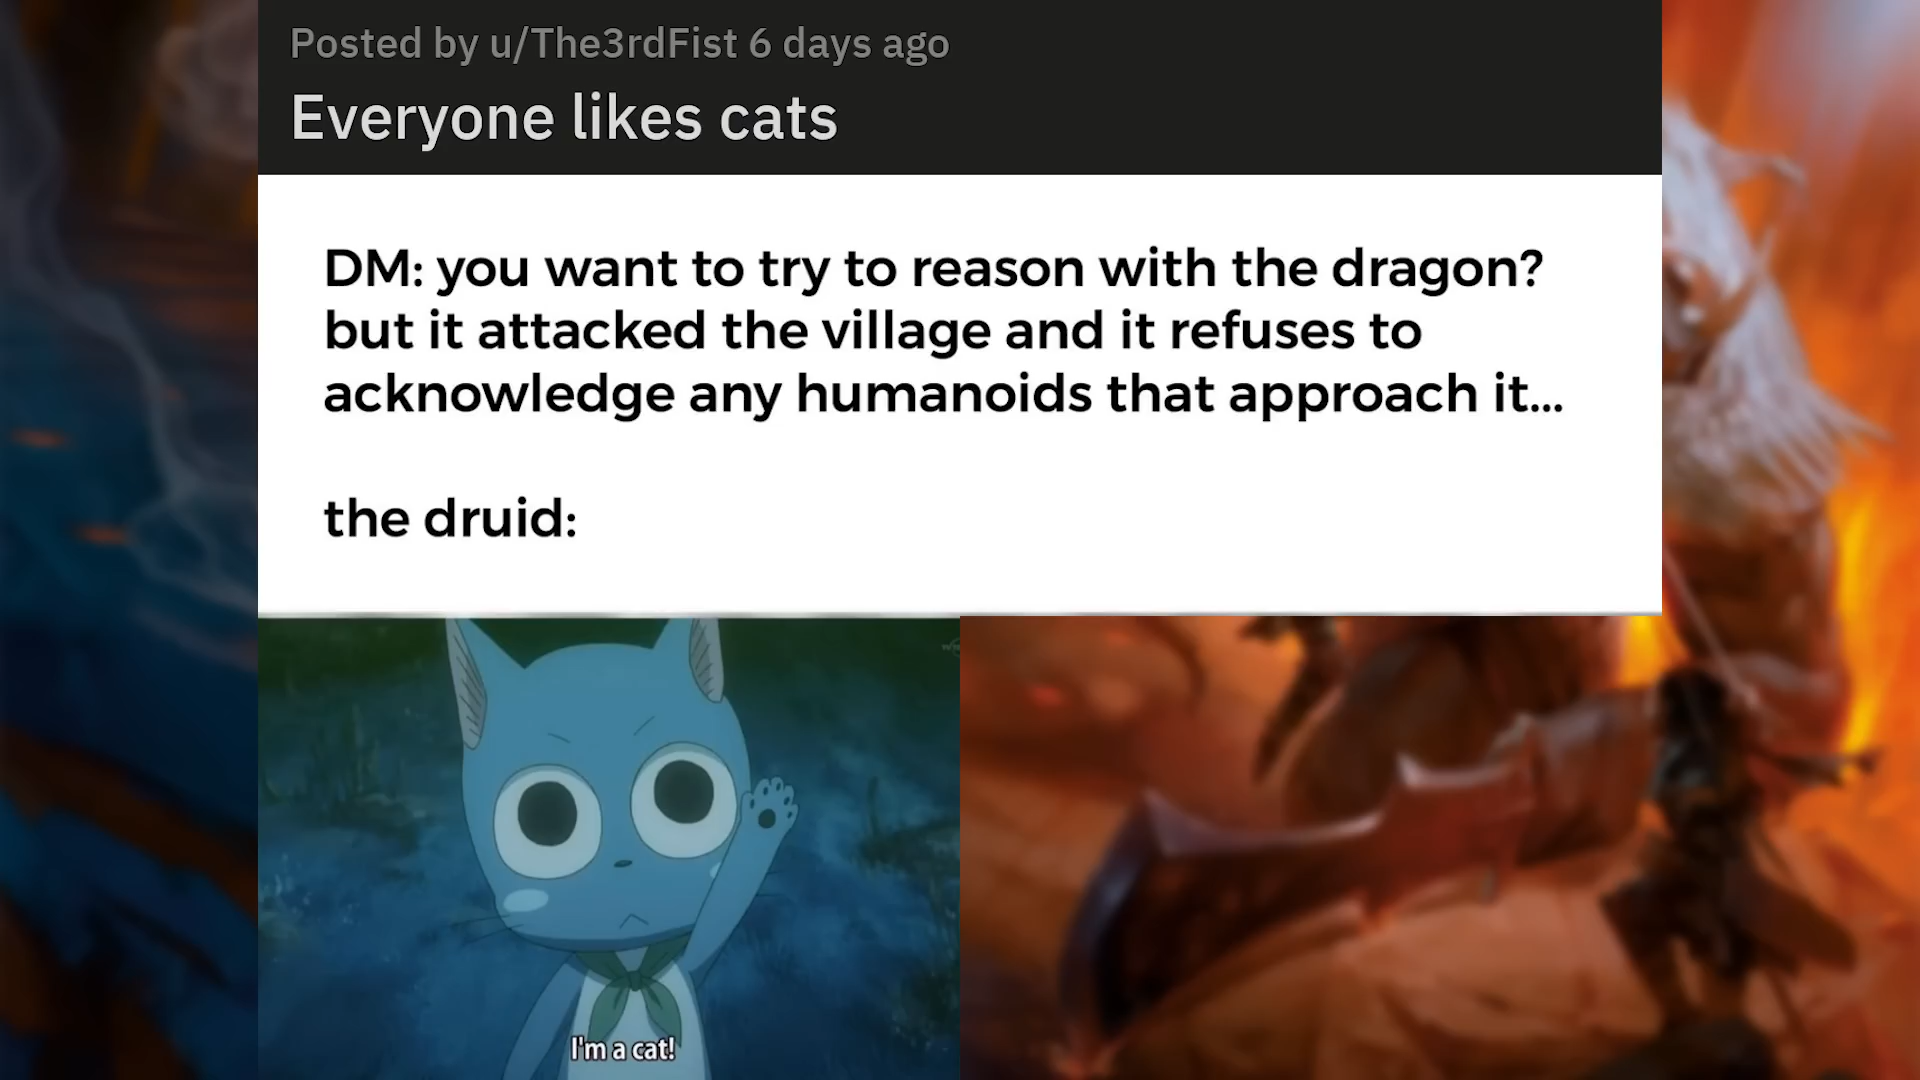 Posted by u/The3rdFist 6 days ago
Everyone likes cats
DM: you want to try to reason with the dragon?
but it attacked the village and it refuses to
acknowledge any humanoids that approach it...
the druid:
I'm a cat!